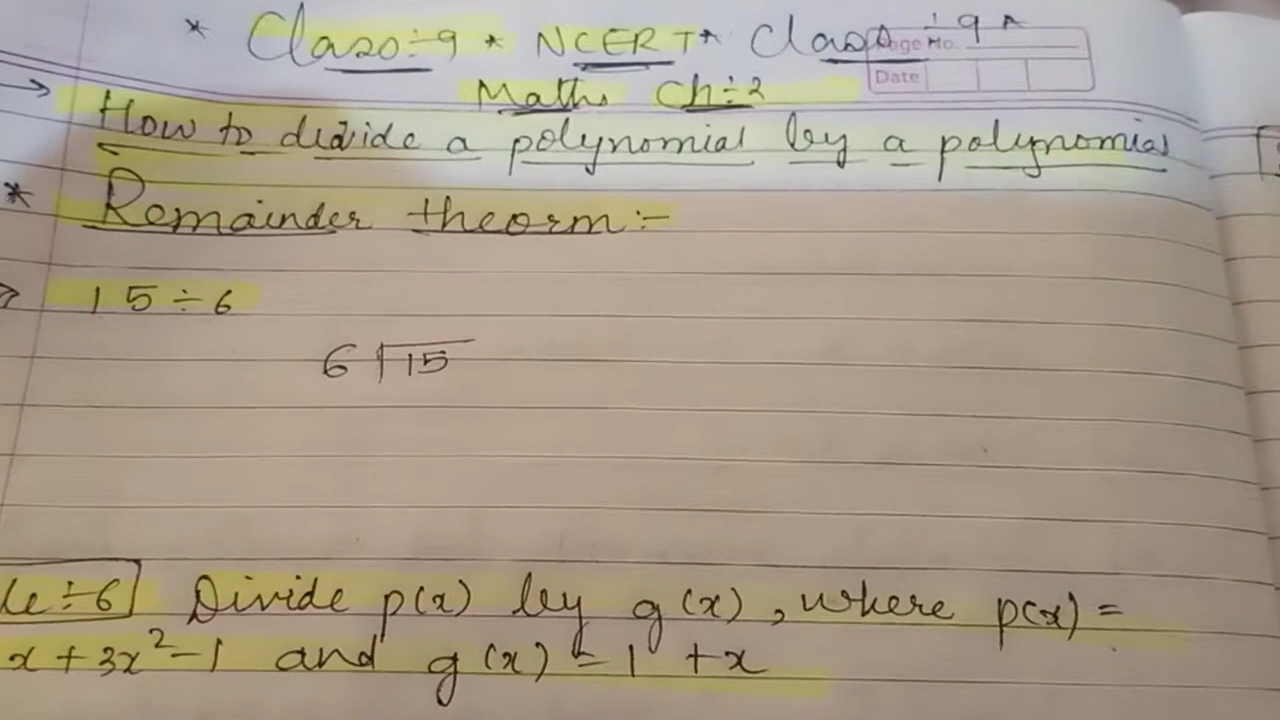 * Class÷9 * NCERT* Class ÷9 A
Page No.
Maths Ch÷2
Date
→ How to divide a polynomial by a polynomial
* Remainder theorm:-
15÷6
6 15
÷6 Divide p(x) by g(x), where p(x) =
x + 3x²-1 and g(x) = 1 + x